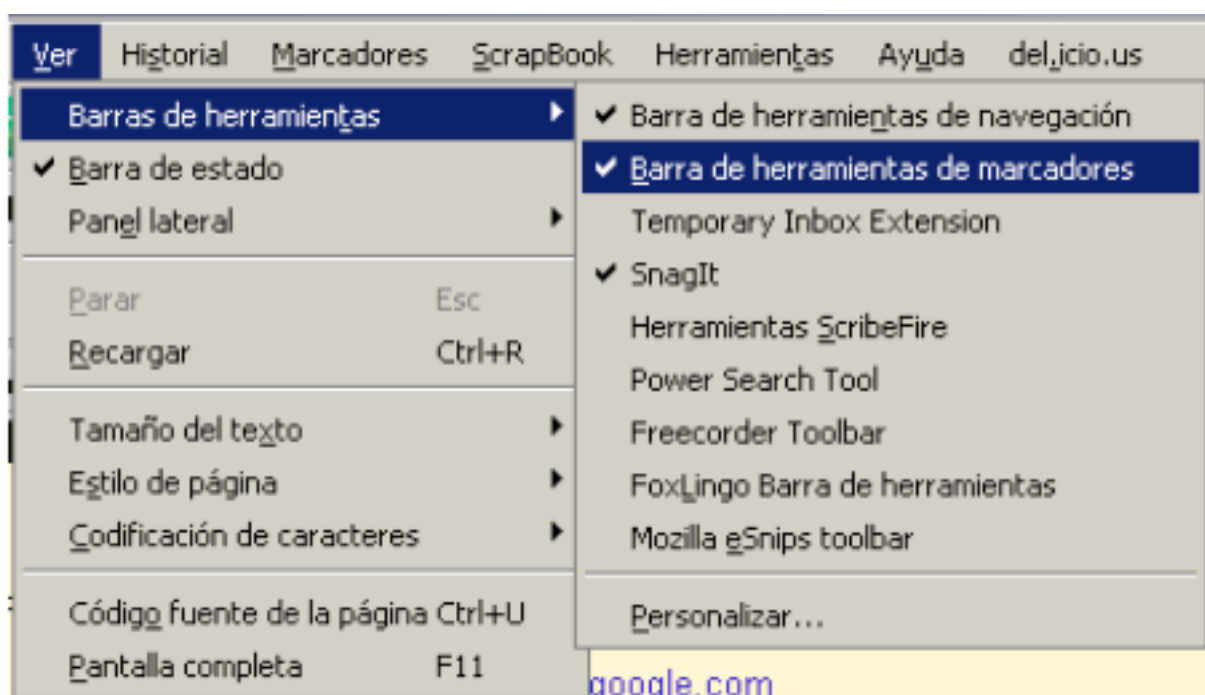 Ver Historial Marcadores ScrapBook Herramientas Ayuda del.icio.us
Barras de herramientas
Barra de estado
Panel lateral
Parar Esc
Recargar Ctrl+R
Tamaño del texto
Estilo de página
Codificación de caracteres
Código fuente de la página Ctrl+U
Pantalla completa F11
Barra de herramientas de navegación
Barra de herramientas de marcadores
Temporary Inbox Extension
SnagIt
Herramientas ScribeFire
Power Search Tool
Freecorder Toolbar
FoxLingo Barra de herramientas
Mozilla eSnips toolbar
Personalizar...
google.com